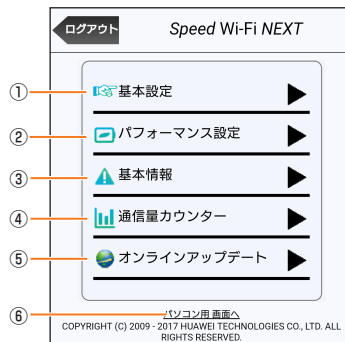 ログアウト Speed Wi-Fi NEXT
① 基本設定
② パフォーマンス設定
③ 基本情報
④ 通信量カウンター
⑤ オンラインアップデート
⑥ パソコン用 画面へ
COPYRIGHT (C) 2009 - 2017 HUAWEI TECHNOLOGIES CO., LTD. ALL
RIGHTS RESERVED.